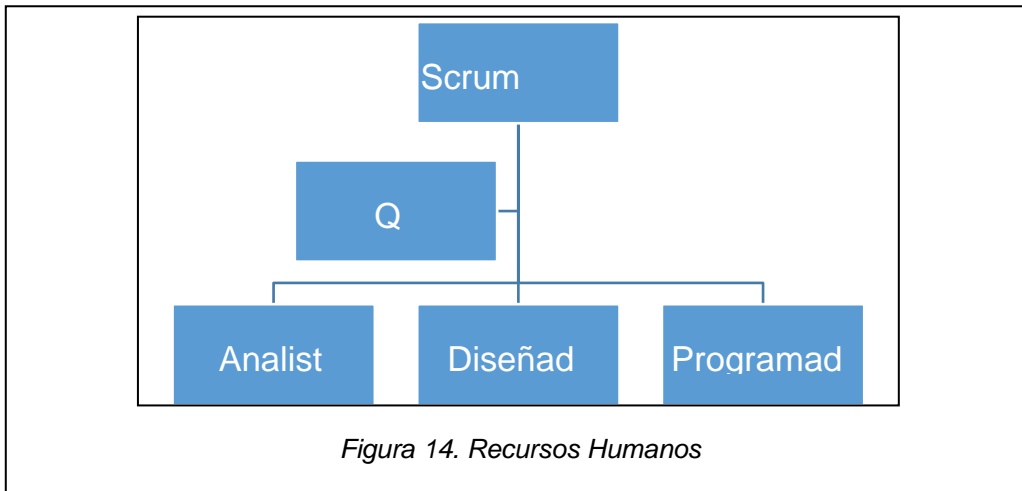 Scrum
Q
Analist
Diseñad
Programad
Figura 14. Recursos Humanos